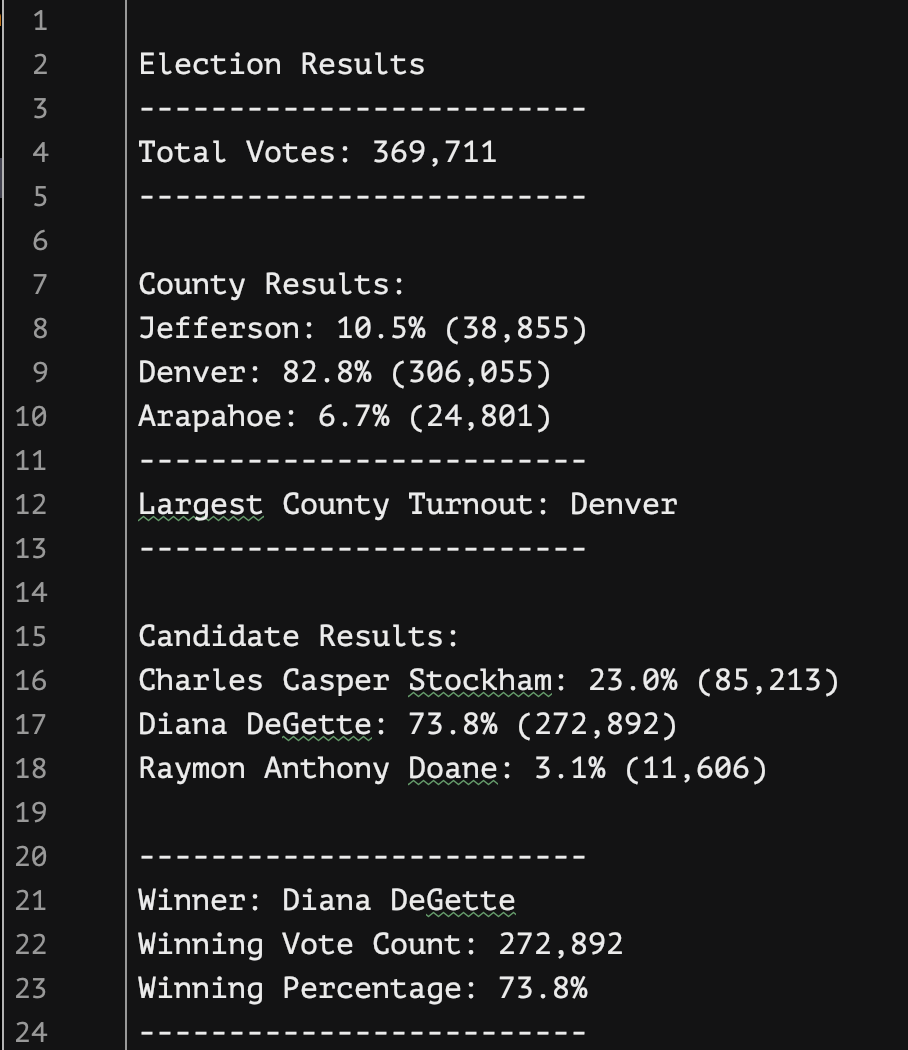 1
2 Election Results
3 -------------------------
4 Total Votes: 369,711
5 -------------------------
6
7 County Results:
8 Jefferson: 10.5% (38,855)
9 Denver: 82.8% (306,055)
10 Arapahoe: 6.7% (24,801)
11 -------------------------
12 Largest County Turnout: Denver
13 -------------------------
14
15 Candidate Results:
16 Charles Casper Stockham: 23.0% (85,213)
17 Diana DeGette: 73.8% (272,892)
18 Raymon Anthony Doane: 3.1% (11,606)
19
20 -------------------------
21 Winner: Diana DeGette
22 Winning Vote Count: 272,892
23 Winning Percentage: 73.8%
24 -------------------------